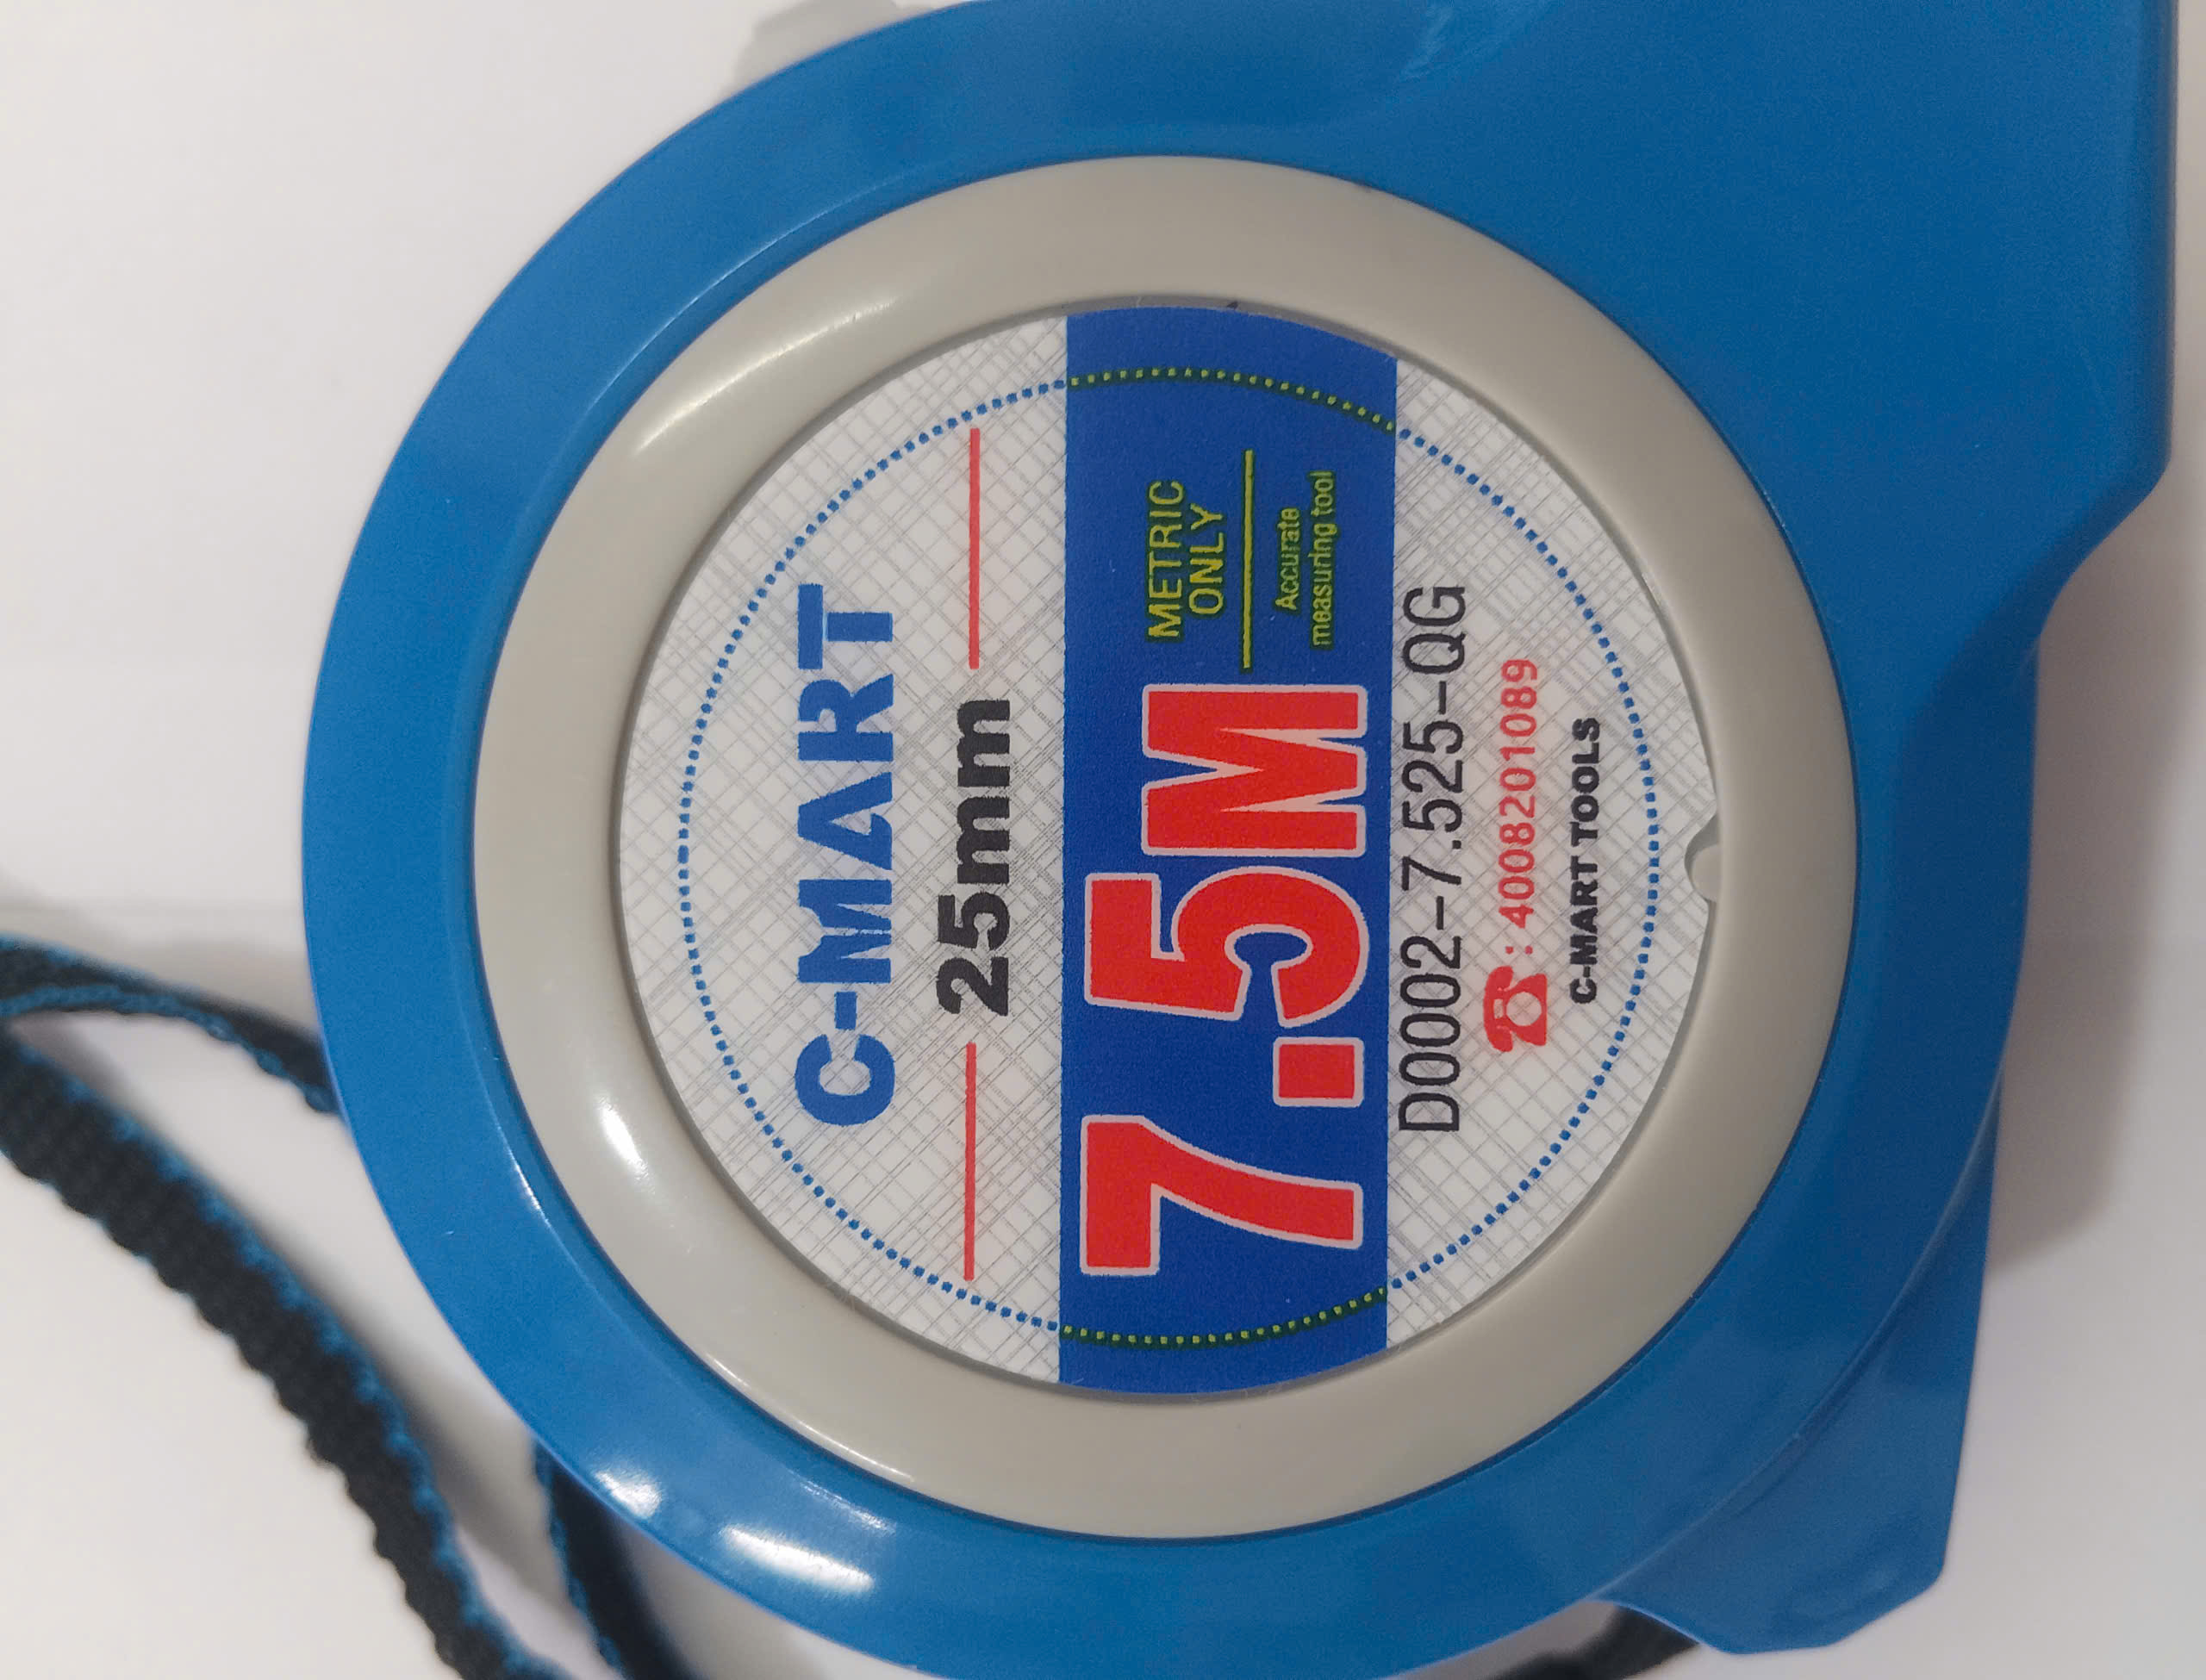 C-MART
25mm
7.5M
METRIC
ONLY
Accurate
measuring tool
D0002-7.525-QG
: 4008201089
C-MART TOOLS